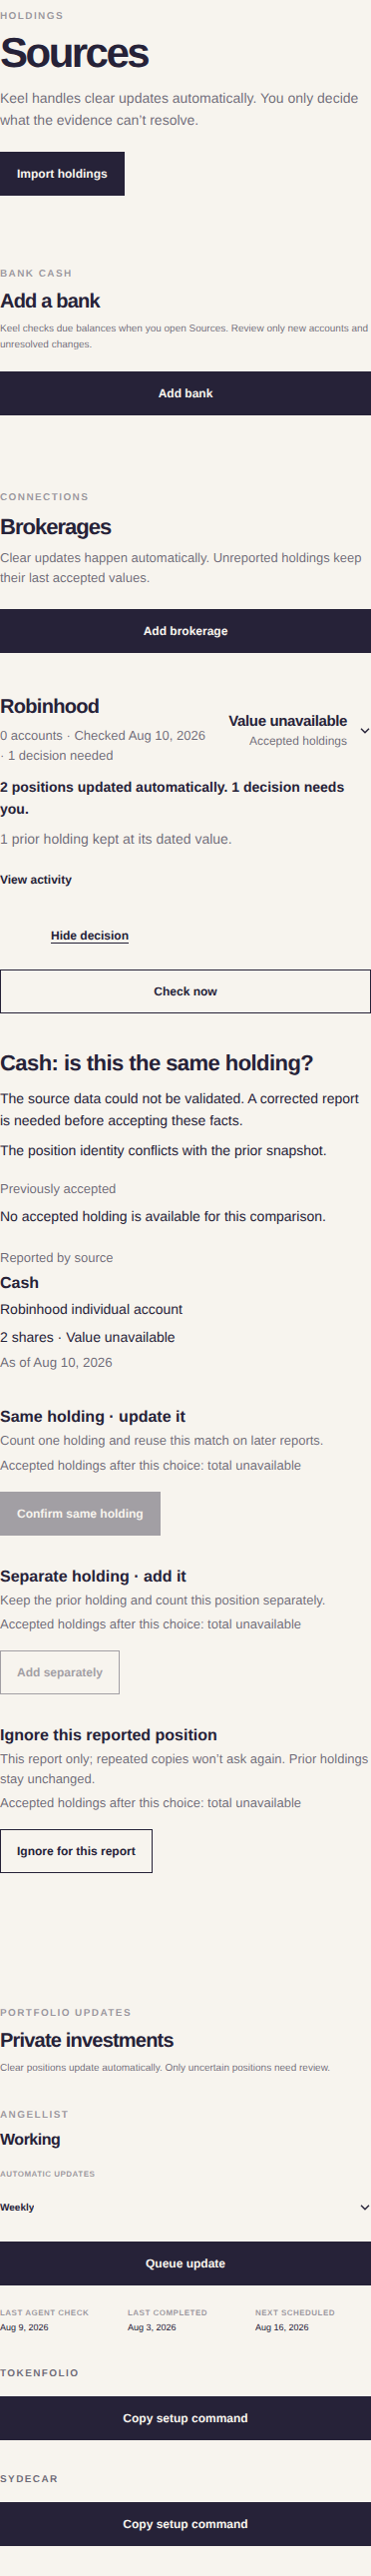 HOLDINGS
Sources
Keel handles clear updates automatically. You only decide
what the evidence can’t resolve.
Import holdings
BANK CASH
Add a bank
Keel checks due balances when you open Sources. Review only new accounts and
unresolved changes.
Add bank
CONNECTIONS
Brokerages
Clear updates happen automatically. Unreported holdings keep
their last accepted values.
Add brokerage
Robinhood
0 accounts · Checked Aug 10, 2026
· 1 decision needed
Value unavailable
Accepted holdings
2 positions updated automatically. 1 decision needs
you.
1 prior holding kept at its dated value.
View activity
Hide decision
Check now
Cash: is this the same holding?
The source data could not be validated. A corrected report
is needed before accepting these facts.
The position identity conflicts with the prior snapshot.
Previously accepted
No accepted holding is available for this comparison.
Reported by source
Cash
Robinhood individual account
2 shares · Value unavailable
As of Aug 10, 2026
Same holding · update it
Count one holding and reuse this match on later reports.
Accepted holdings after this choice: total unavailable
Confirm same holding
Separate holding · add it
Keep the prior holding and count this position separately.
Accepted holdings after this choice: total unavailable
Add separately
Ignore this reported position
This report only; repeated copies won’t ask again. Prior holdings
stay unchanged.
Accepted holdings after this choice: total unavailable
Ignore for this report
PORTFOLIO UPDATES
Private investments
Clear positions update automatically. Only uncertain positions need review.
ANGELLIST
Working
AUTOMATIC UPDATES
Weekly
Queue update
LAST AGENT CHECK
Aug 9, 2026
LAST COMPLETED
Aug 3, 2026
NEXT SCHEDULED
Aug 16, 2026
TOKENFOLIO
Copy setup command
SYDECAR
Copy setup command